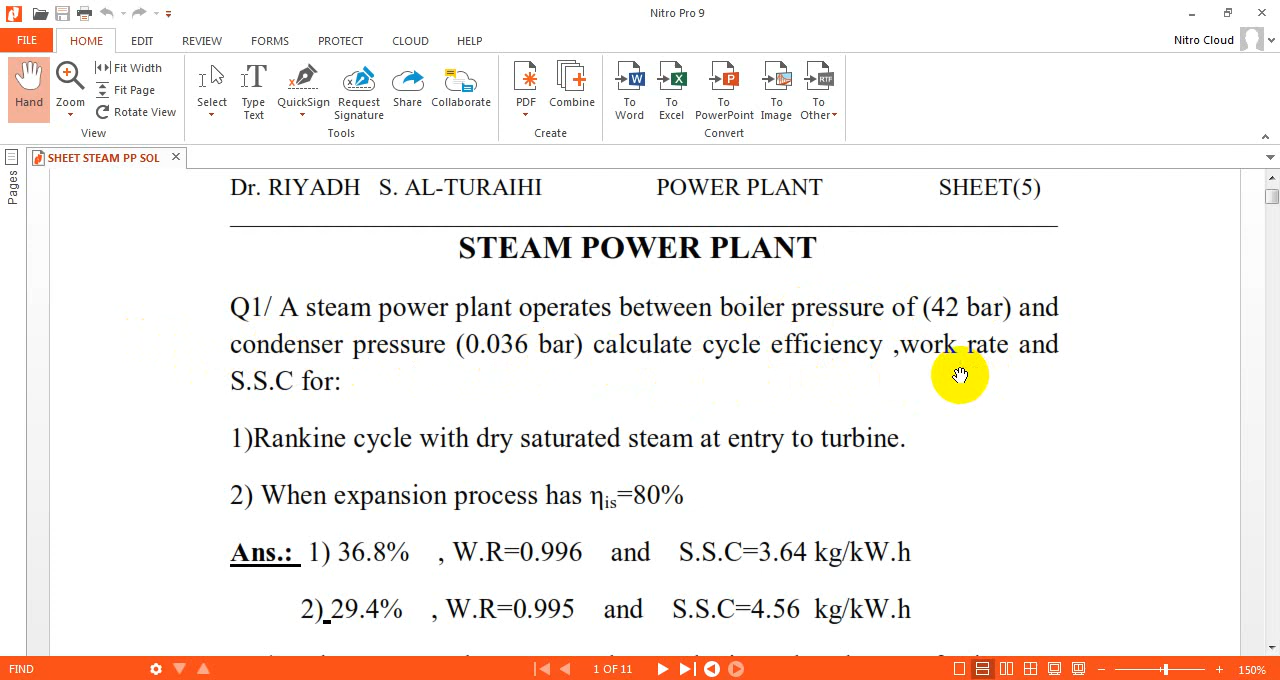 Nitro Pro 9
FILE HOME EDIT REVIEW FORMS PROTECT CLOUD HELP Nitro Cloud
Hand Zoom Fit Width Fit Page Rotate View
View
Select Type Text QuickSign Request Signature Share Collaborate
Tools
PDF Combine
Create
To Word To Excel To PowerPoint To Image To Other
Convert
SHEET STEAM PP SOL
Pages
Dr. RIYADH S. AL-TURAIHI POWER PLANT SHEET(5)
STEAM POWER PLANT
Q1/ A steam power plant operates between boiler pressure of (42 bar) and
condenser pressure (0.036 bar) calculate cycle efficiency ,work rate and
S.S.C for:
1)Rankine cycle with dry saturated steam at entry to turbine.
2) When expansion process has ηis=80%
Ans.: 1) 36.8% , W.R=0.996 and S.S.C=3.64 kg/kW.h
2) 29.4% , W.R=0.995 and S.S.C=4.56 kg/kW.h
FIND 1 OF 11 150%